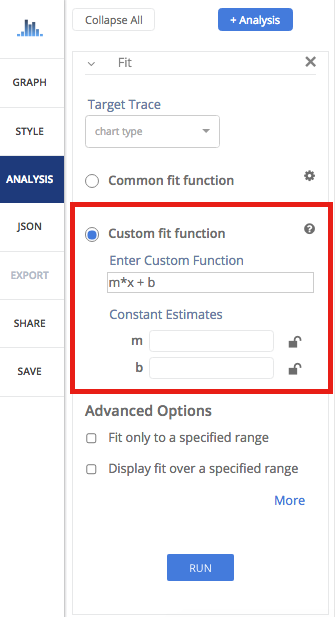 Collapse All
+ Analysis
Fit
GRAPH
Target Trace
STYLE
chart type
ANALYSIS
Common fit function
JSON
Custom fit function
Enter Custom Function
EXPORT
m*x + b
Constant Estimates
SHARE
m
SAVE
b
Advanced Options
Fit only to a specified range
Display fit over a specified range
More
RUN